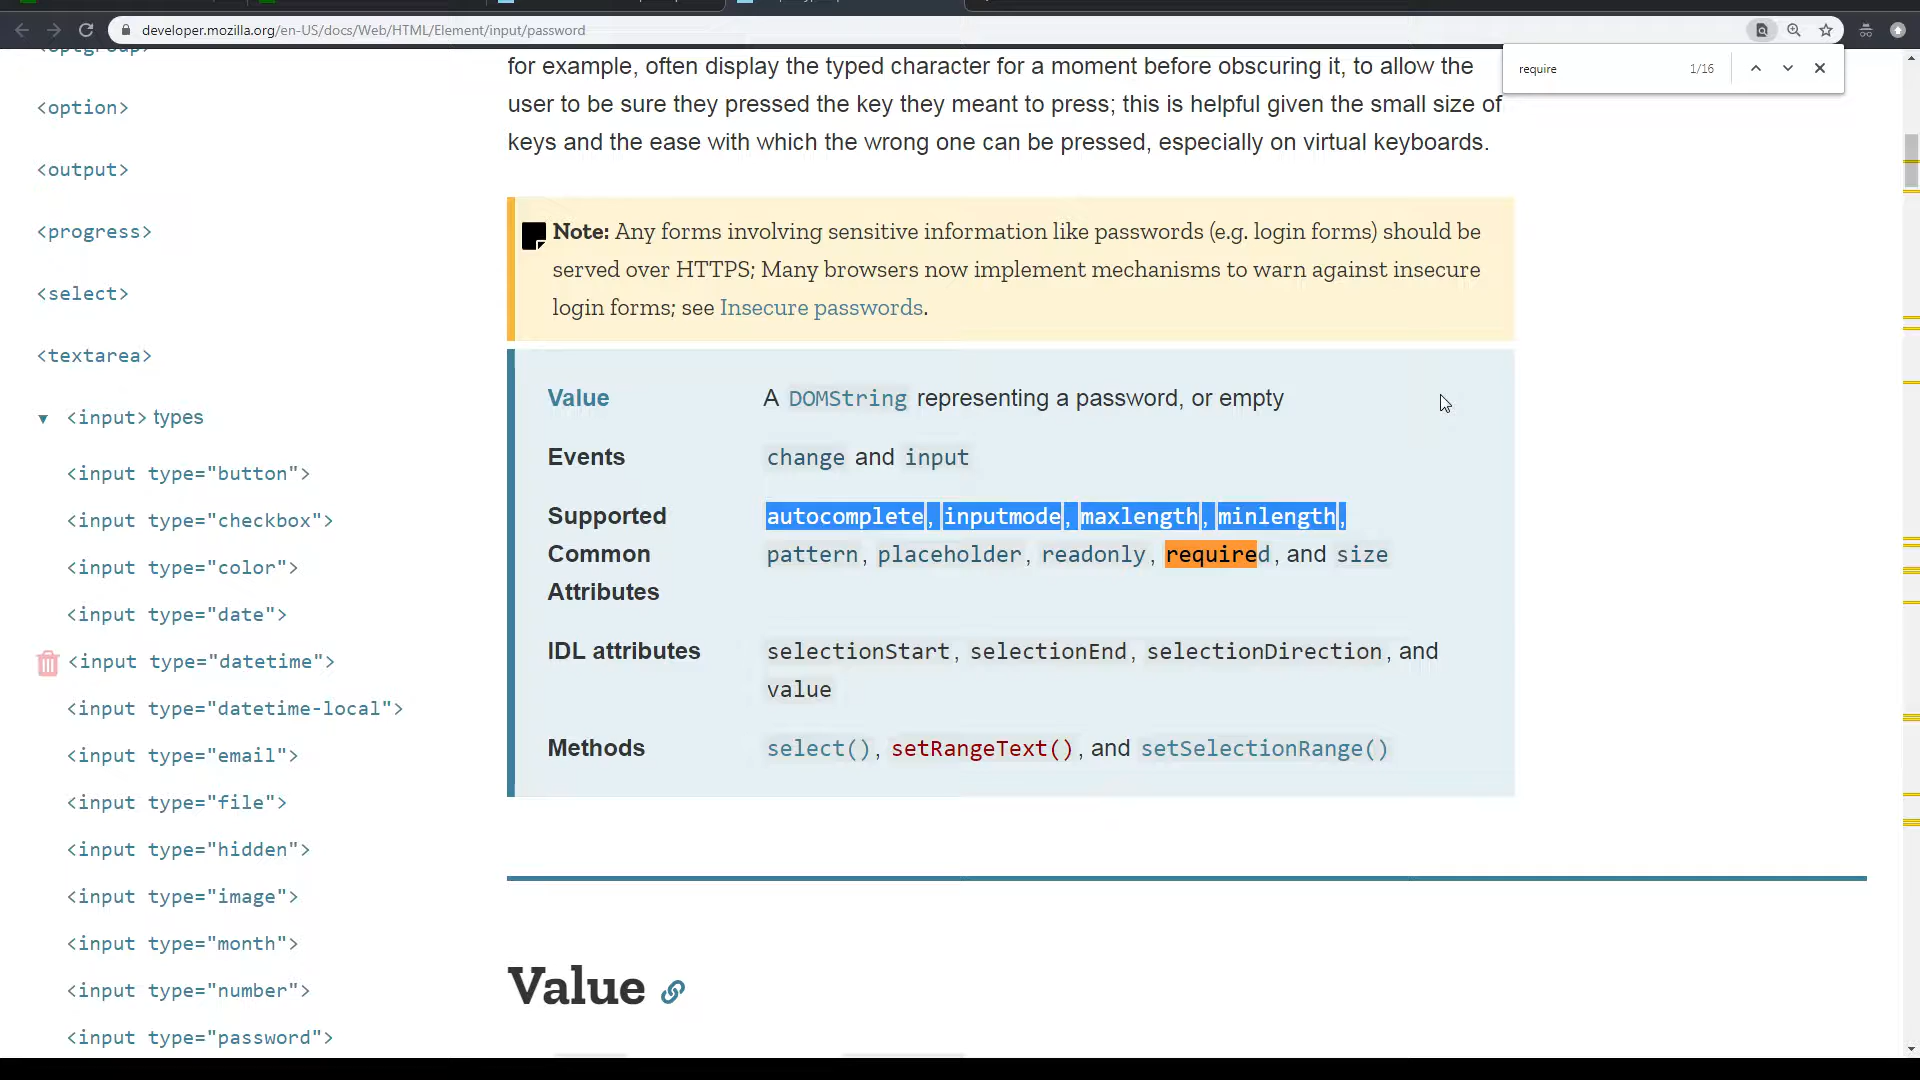 developer.mozilla.org/en-US/docs/Web/HTML/Element/input/password
require
1/16
<optgroup>
<option>
<output>
<progress>
<select>
<textarea>
▼ <input> types
<input type="button">
<input type="checkbox">
<input type="color">
<input type="date">
<input type="datetime">
<input type="datetime-local">
<input type="email">
<input type="file">
<input type="hidden">
<input type="image">
<input type="month">
<input type="number">
<input type="password">
for example, often display the typed character for a moment before obscuring it, to allow the
user to be sure they pressed the key they meant to press; this is helpful given the small size of
keys and the ease with which the wrong one can be pressed, especially on virtual keyboards.
Note: Any forms involving sensitive information like passwords (e.g. login forms) should be
served over HTTPS; Many browsers now implement mechanisms to warn against insecure
login forms; see Insecure passwords.
Value A DOMString representing a password, or empty
Events change and input
Supported autocomplete, inputmode, maxlength, minlength,
Common pattern, placeholder, readonly, required, and size
Attributes
IDL attributes selectionStart, selectionEnd, selectionDirection, and
value
Methods select(), setRangeText(), and setSelectionRange()
Value